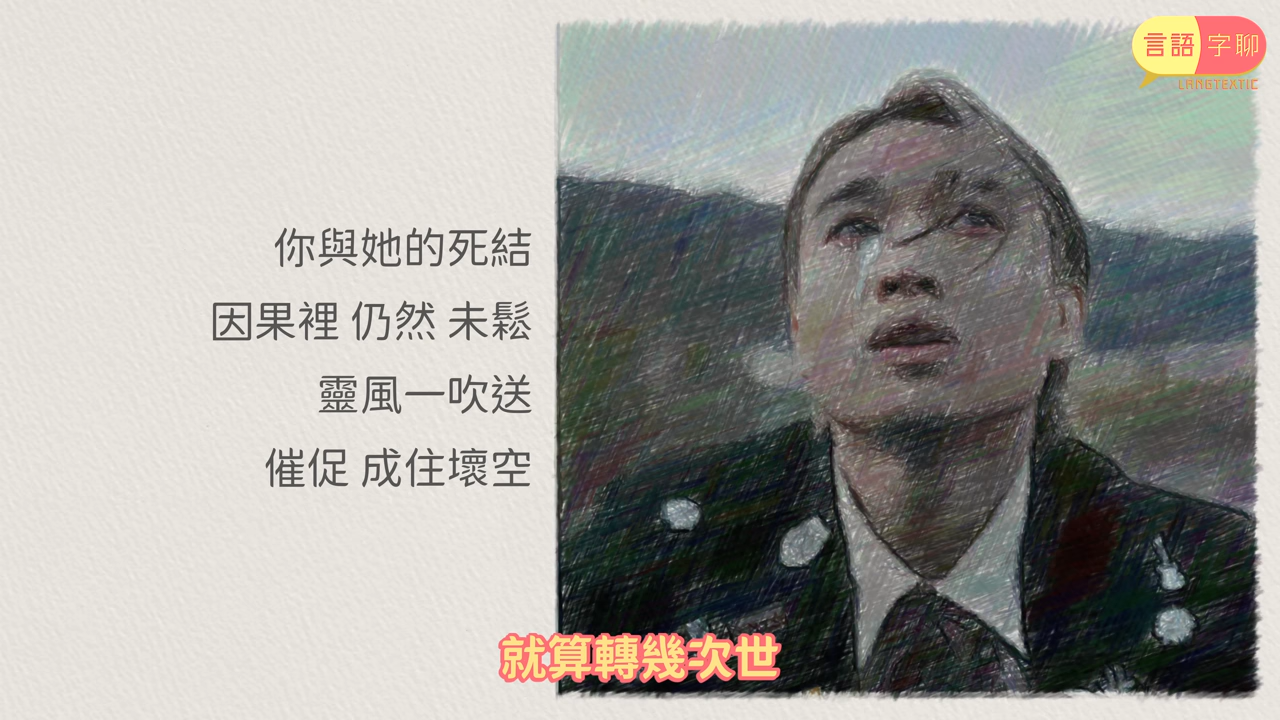 言語字聊
LANGTEXTIC
你與她的死結
因果裡 仍然 未鬆
靈風一吹送
催促 成住壞空
就算轉幾次世